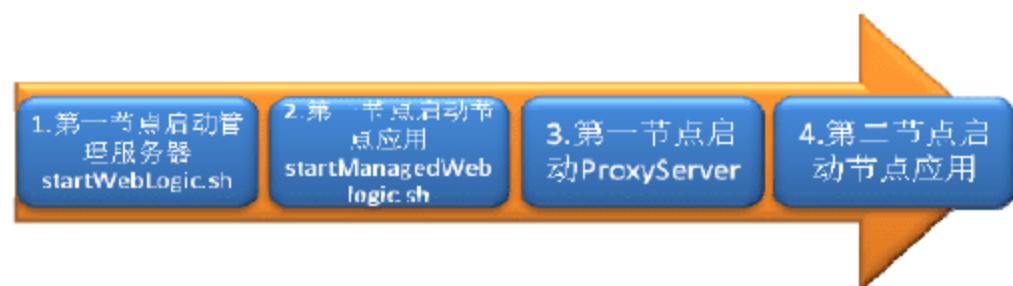 1.第一节点启动管
理服务器
startWebLogic.sh
2.第一节点启动节
点应用
startManagedWeb
logic.sh
3.第一节点启
动ProxyServer
4.第二节点启
动节点应用